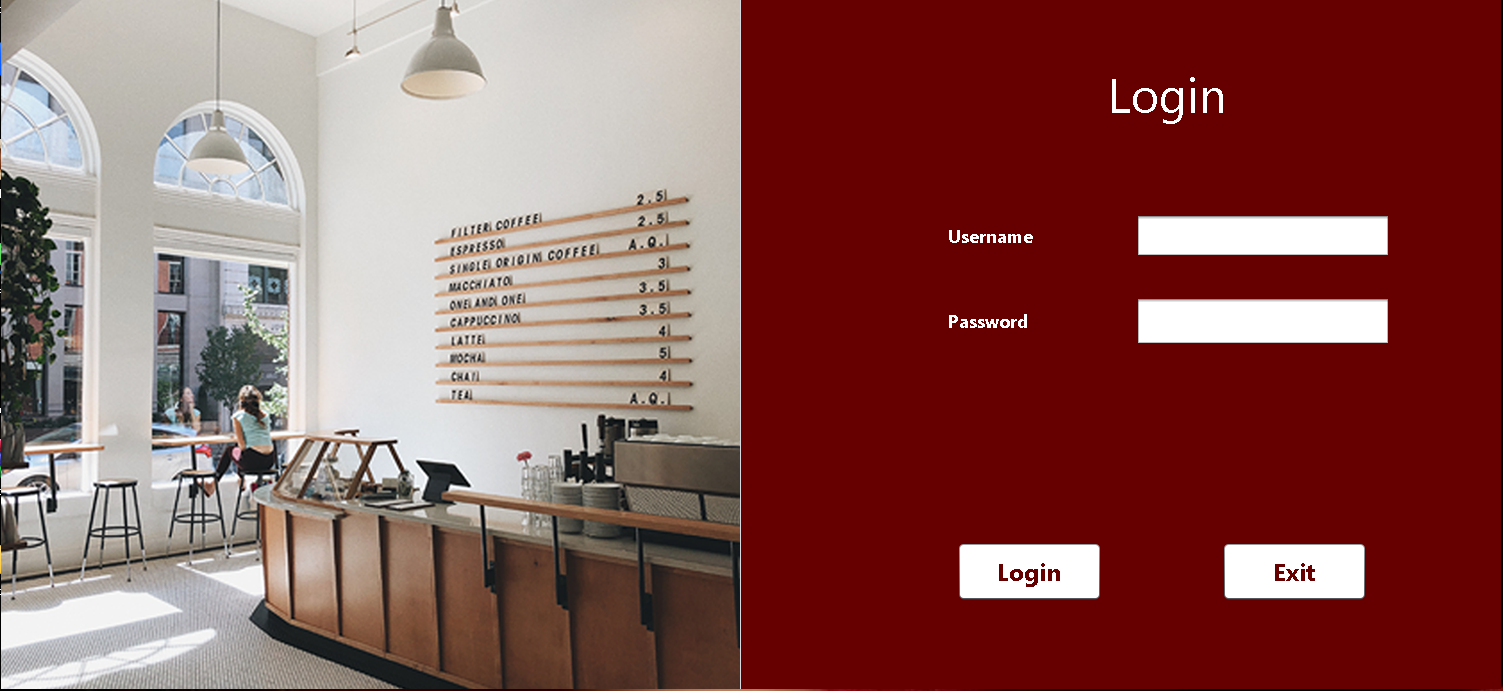 FILTER COFFEE 2.5
ESPRESSO 2.5
SINGLE ORIGIN COFFEE A.Q.
MACCHIATO 3
ONE AND ONE 3.5
CAPPUCCINO 3.5
LATTE 4
MOCHA 5
CHAI 4
TEA A.Q.
Login
Username
Password
Login Exit